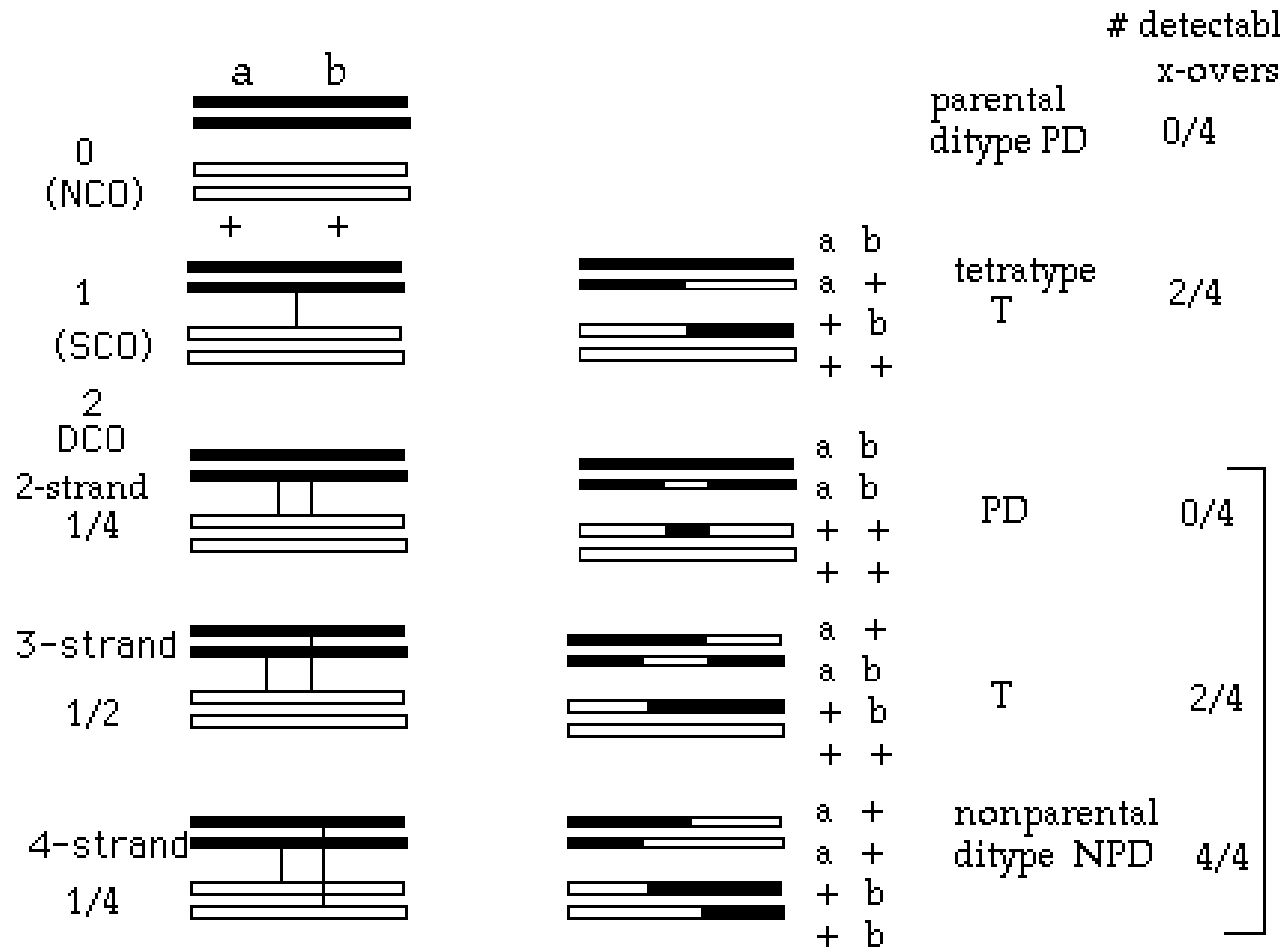 # detectabl
x-overs
a b
0
(NCO)
+ +
parental
ditype PD 0/4
1
(SCO)
a b
a +
+ b
+ +
tetratype
T 2/4
2
DCO
2-strand
1/4
a b
a b
+ +
+ +
PD 0/4
3-strand
1/2
a +
a b
+ b
+ +
T 2/4
4-strand
1/4
a +
a +
+ b
+ b
nonparental
ditype NPD 4/4